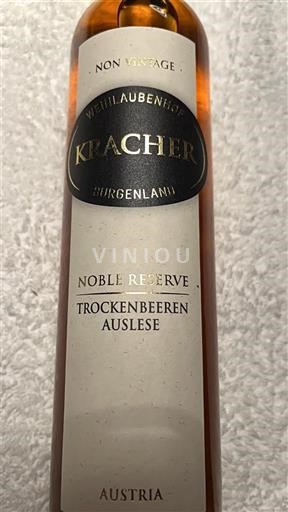 · NON VINTAGE ·
WEINLAUBENHOF
KRACHER
BURGENLAND
VINIOU
NOBLE RESERVE
TROCKENBEEREN
AUSLESE
AUSTRIA